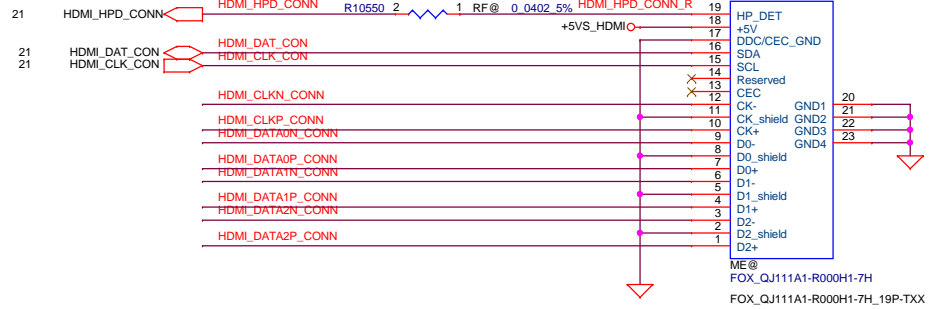 21 HDMI_HPD_CONN HDMI_HPD_CONN R10550 2 1 RF@ 0_0402_5% HDMI_HPD_CONN_R 19 HP_DET
+5VS_HDMI 18 +5V
17 DDC/CEC_GND
21 HDMI_DAT_CON HDMI_DAT_CON 16 SDA
21 HDMI_CLK_CON HDMI_CLK_CON 15 SCL
14 Reserved
13 CEC
HDMI_CLKN_CONN 12 CK- GND1 20
11 CK_shield GND2 21
HDMI_CLKP_CONN 10 CK+ GND3 22
HDMI_DATA0N_CONN 9 D0- GND4 23
8 D0_shield
HDMI_DATA0P_CONN 7 D0+
HDMI_DATA1N_CONN 6 D1-
5 D1_shield
HDMI_DATA1P_CONN 4 D1+
HDMI_DATA2N_CONN 3 D2-
2 D2_shield
HDMI_DATA2P_CONN 1 D2+
ME@
FOX_QJ111A1-R000H1-7H
FOX_QJ111A1-R000H1-7H_19P-TXX